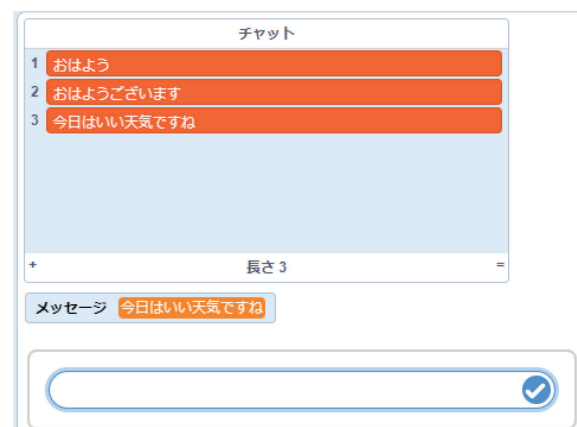 チャット
1 おはよう
2 おはようございます
3 今日はいい天気ですね
+ 長さ 3 =
メッセージ 今日はいい天気ですね